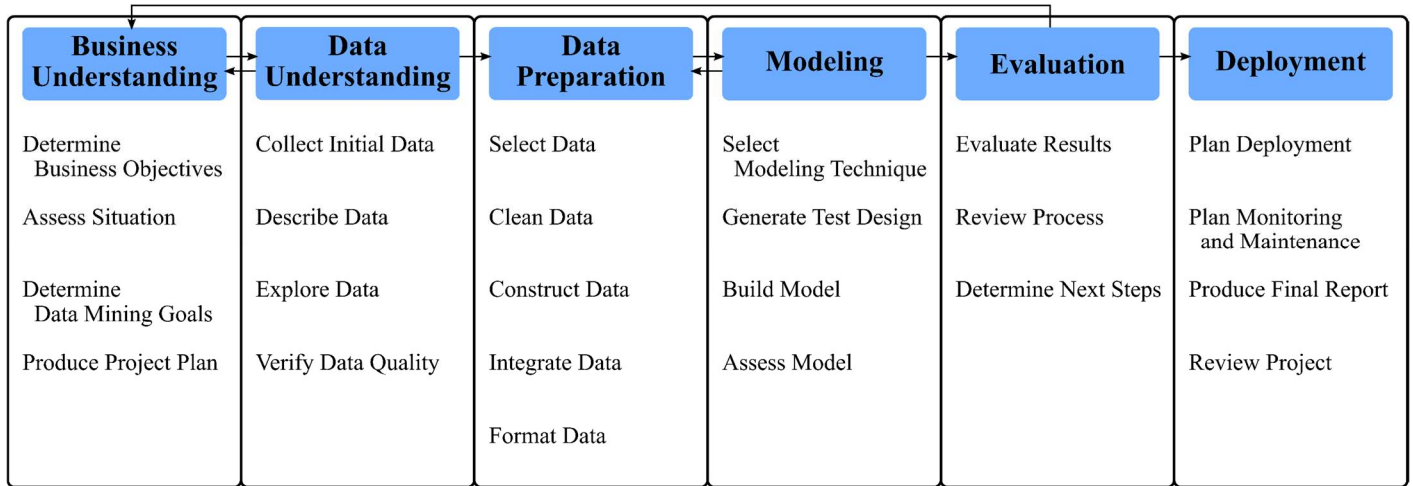 Business
Understanding
Determine
Business Objectives
Assess Situation
Determine
Data Mining Goals
Produce Project Plan
Data
Understanding
Collect Initial Data
Describe Data
Explore Data
Verify Data Quality
Data
Preparation
Select Data
Clean Data
Construct Data
Integrate Data
Format Data
Modeling
Select
Modeling Technique
Generate Test Design
Build Model
Assess Model
Evaluation
Evaluate Results
Review Process
Determine Next Steps
Deployment
Plan Deployment
Plan Monitoring
and Maintenance
Produce Final Report
Review Project